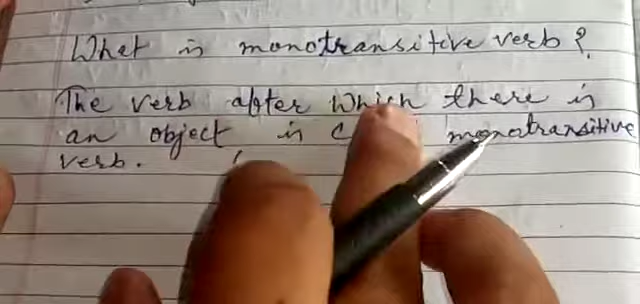 What is monotransitive verb?
The verb after which there is
an object is monotransitive
verb.